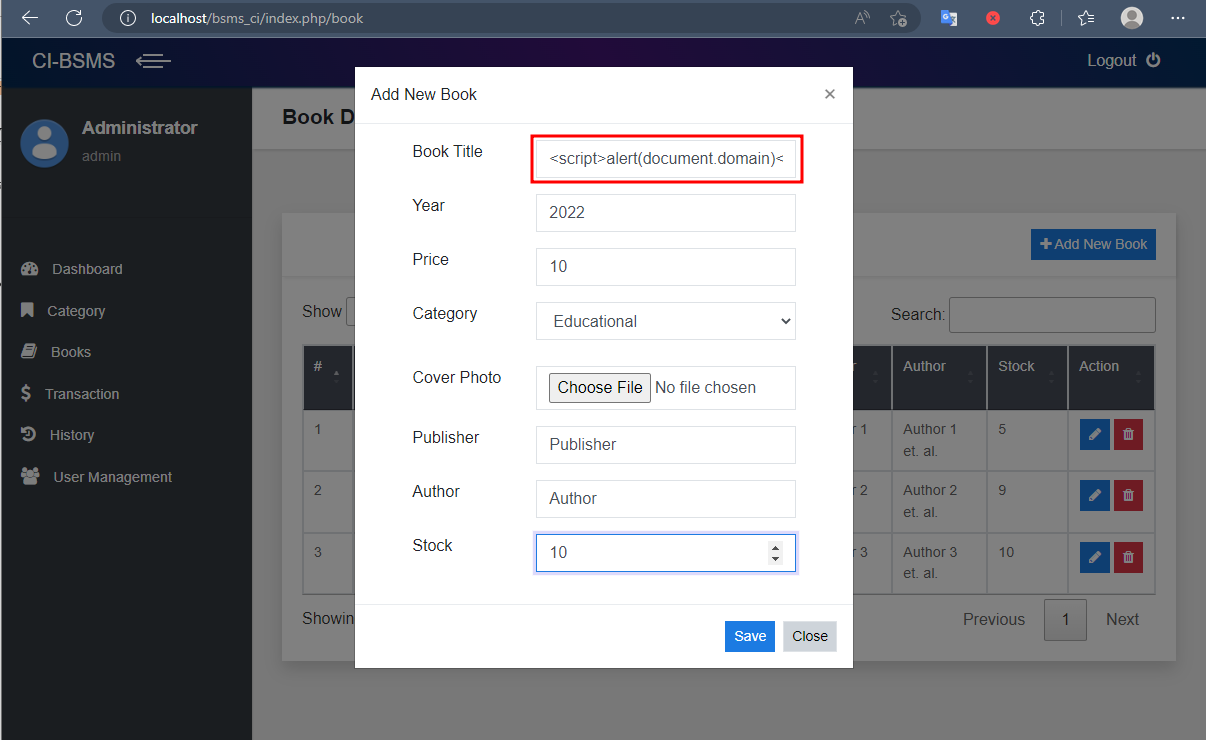 localhost/bsms_ci/index.php/book
CI-BSMS
Logout
Administrator
admin
Dashboard
Category
Books
Transaction
History
User Management
Book D
Add New Book
Show
Search:
#
Author
Stock
Action
1
r 1
Author 1
et. al.
5
2
r 2
Author 2
et. al.
9
3
r 3
Author 3
et. al.
10
Showin
Previous
1
Next
Add New Book
×
Book Title
<script>alert(document.domain)<
Year
2022
Price
10
Category
Educational
Cover Photo
Choose File No file chosen
Publisher
Publisher
Author
Author
Stock
10
Save
Close